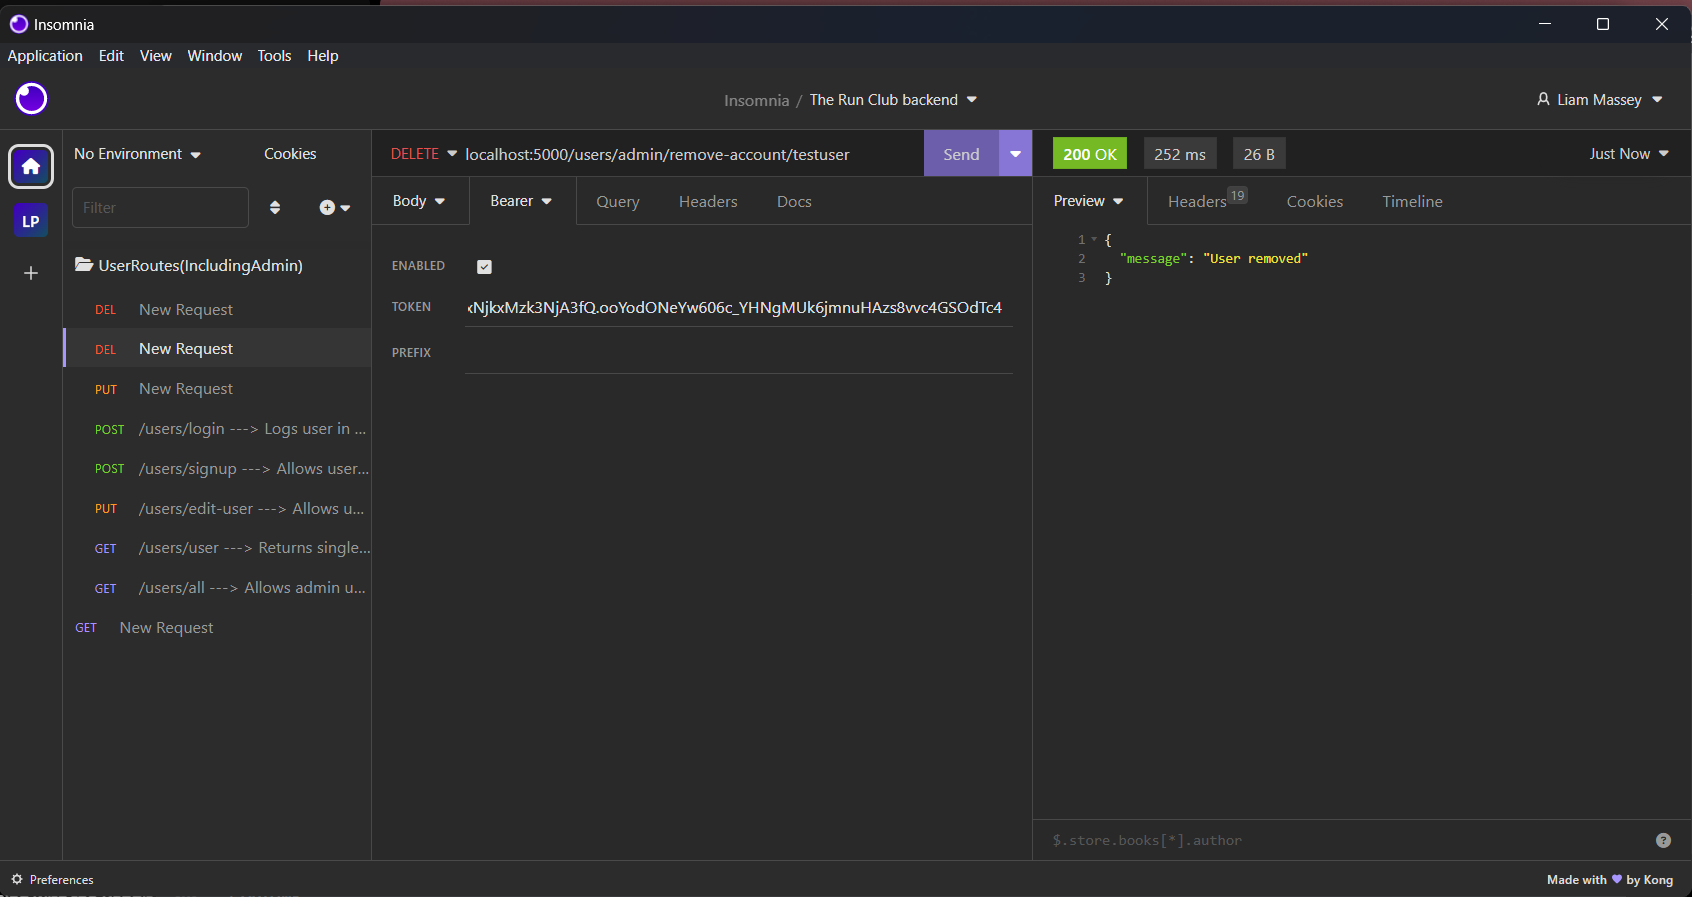 Insomnia
Application Edit View Window Tools Help
Insomnia / The Run Club backend
Liam Massey
LP
No Environment Cookies
Filter
UserRoutes(IncludingAdmin)
DEL New Request
DEL New Request
PUT New Request
POST /users/login ---> Logs user in ...
POST /users/signup ---> Allows user...
PUT /users/edit-user ---> Allows u...
GET /users/user ---> Returns single...
GET /users/all ---> Allows admin u...
GET New Request
DELETE localhost:5000/users/admin/remove-account/testuser Send
Body Bearer Query Headers Docs
ENABLED
TOKEN xNjkxMzk3NjA3fQ.ooYodONeYw606c_YHNgMUk6jmnuHAzs8vvc4GSOdTc4
PREFIX
200 OK 252 ms 26 B Just Now
Preview Headers 19 Cookies Timeline
1 {
2 "message": "User removed"
3 }
$.store.books[*].author
Preferences
Made with by Kong